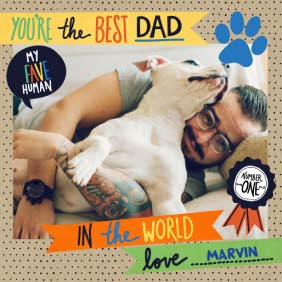 YOU'RE the BEST DAD
MY
FAVE
HUMAN
NUMBER
ONE
IN the WORLD
love MARVIN